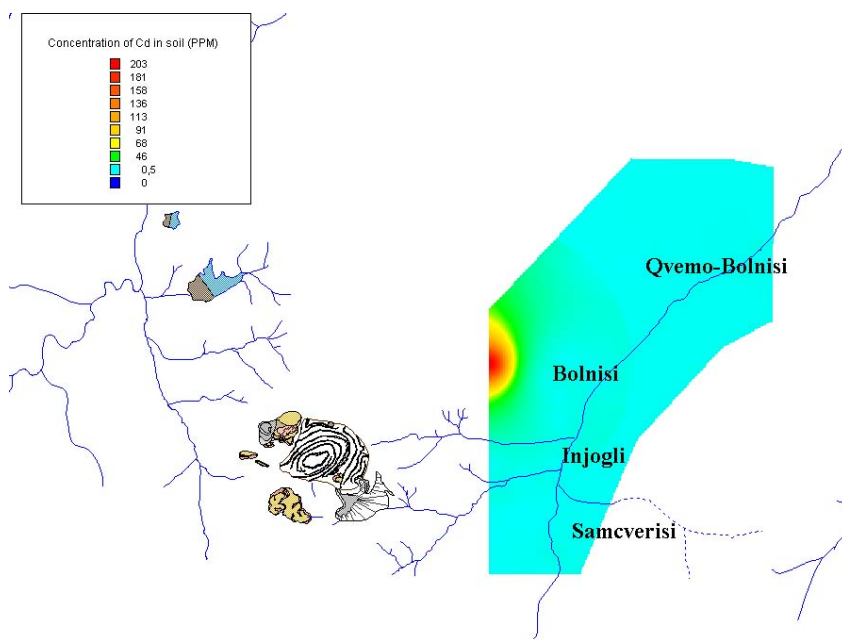 Concentration of Cd in soil (PPM)
203
181
158
136
113
91
68
46
0,5
0
Qvemo-Bolnisi
Bolnisi
Injogli
Samcverisi